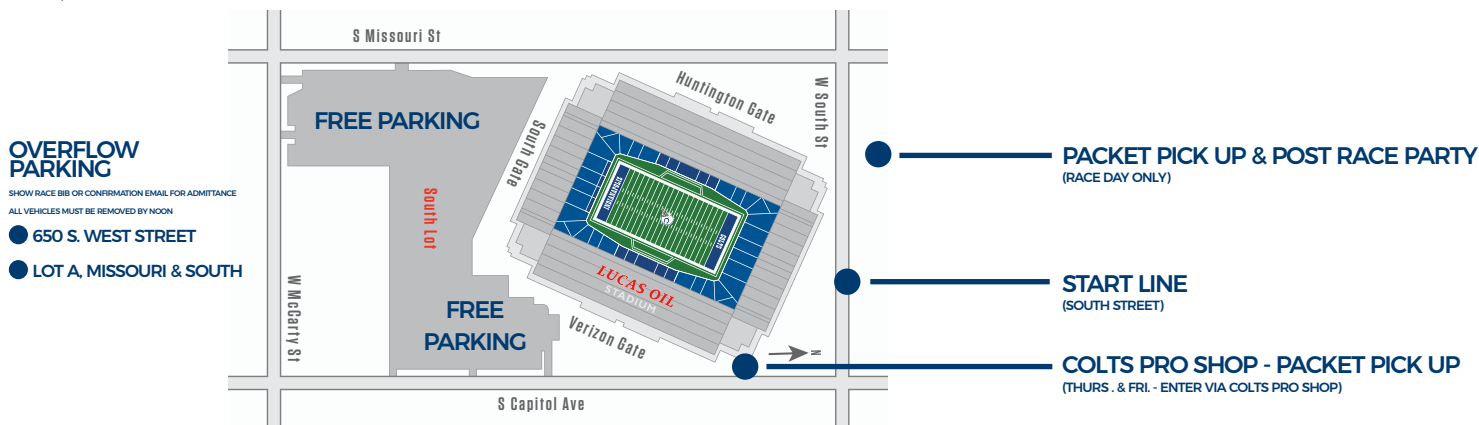 S Missouri St
Huntington Gate
W South St
FREE PARKING
South Gate
OVERFLOW
PARKING
SHOW RACE BIB OR CONFIRMATION EMAIL FOR ADMITTANCE
ALL VEHICLES MUST BE REMOVED BY NOON
650 S. WEST STREET
LOT A, MISSOURI & SOUTH
PACKET PICK UP & POST RACE PARTY
(RACE DAY ONLY)
South Lot
COLTS
LUCAS OIL
STADIUM
START LINE
(SOUTH STREET)
W McCarty St
FREE
PARKING
Verizon Gate
N
COLTS PRO SHOP - PACKET PICK UP
(THURS . & FRI. - ENTER VIA COLTS PRO SHOP)
S Capitol Ave